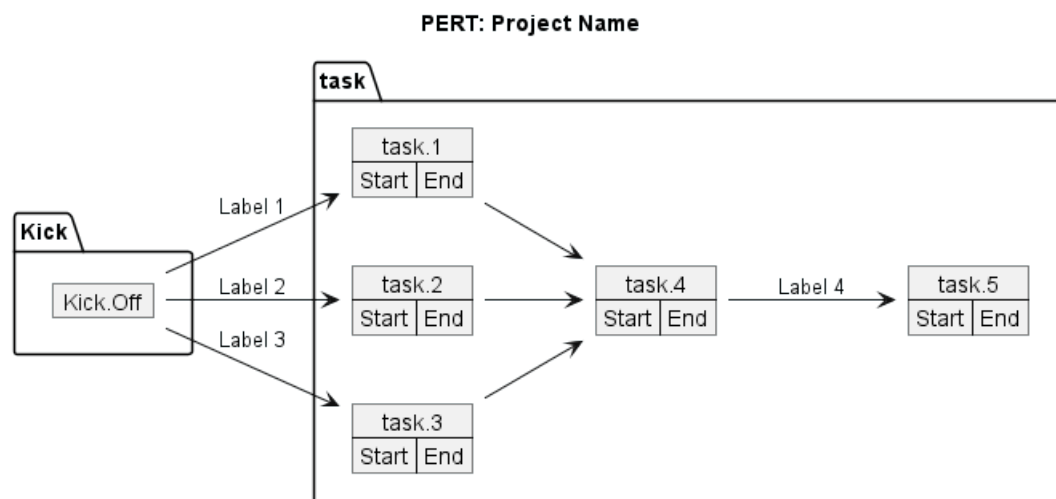 PERT: Project Name
task
task.1
Start End
Label 1
Kick
Kick.Off
Label 2
task.2
Start End
task.4
Start End
Label 4
task.5
Start End
Label 3
task.3
Start End